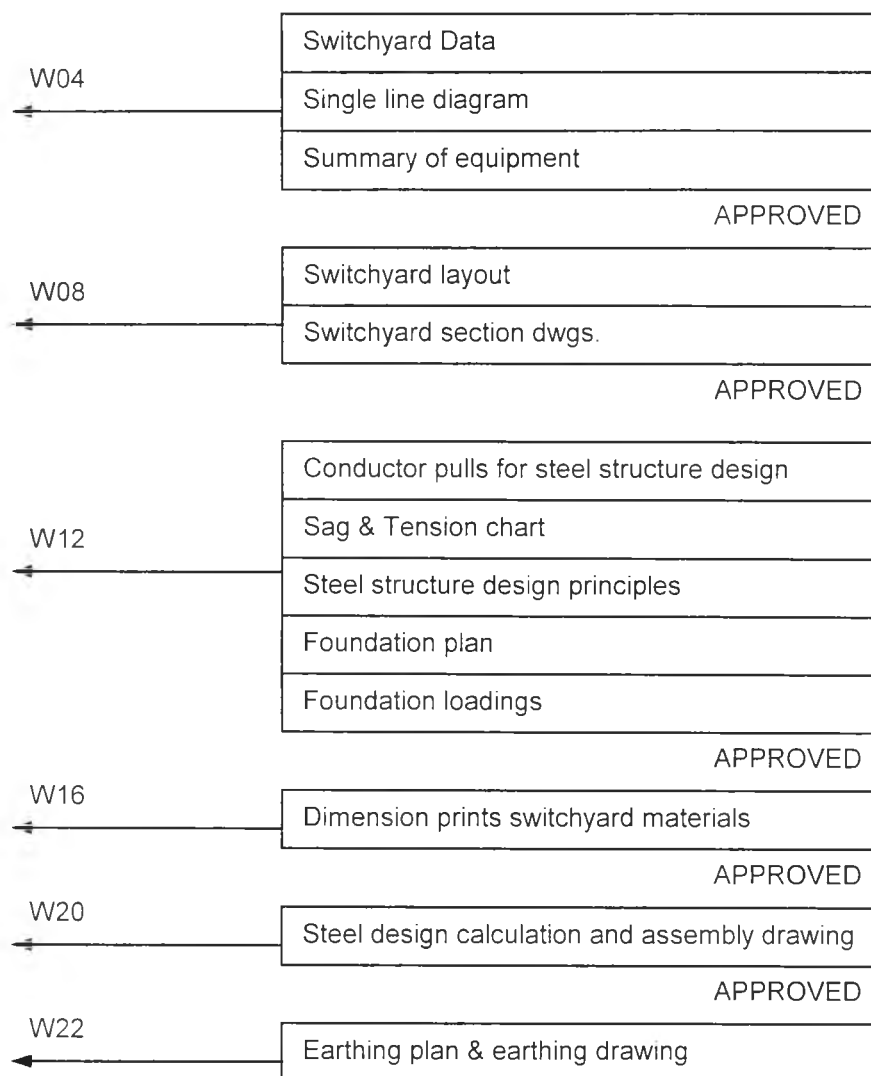 Switchyard Data
W04
Single line diagram
Summary of equipment
APPROVED
Switchyard layout
W08
Switchyard section dwgs.
APPROVED
Conductor pulls for steel structure design
Sag & Tension chart
W12
Steel structure design principles
Foundation plan
Foundation loadings
APPROVED
W16
Dimension prints switchyard materials
APPROVED
W20
Steel design calculation and assembly drawing
APPROVED
W22
Earthing plan & earthing drawing